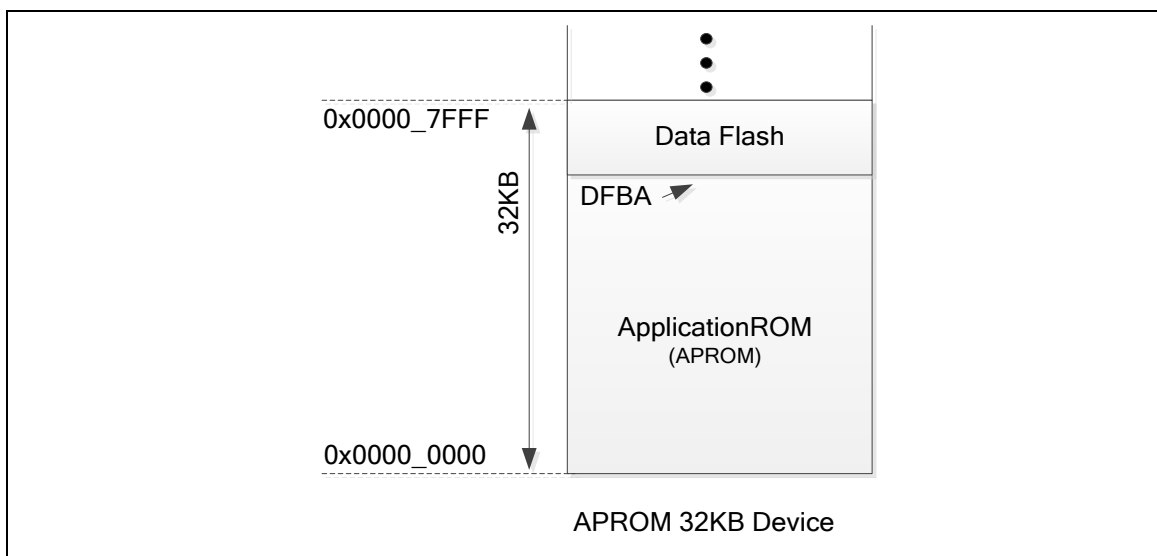 0x0000_7FFF
Data Flash
32KB
DFBA
ApplicationROM
(APROM)
0x0000_0000
APROM 32KB Device